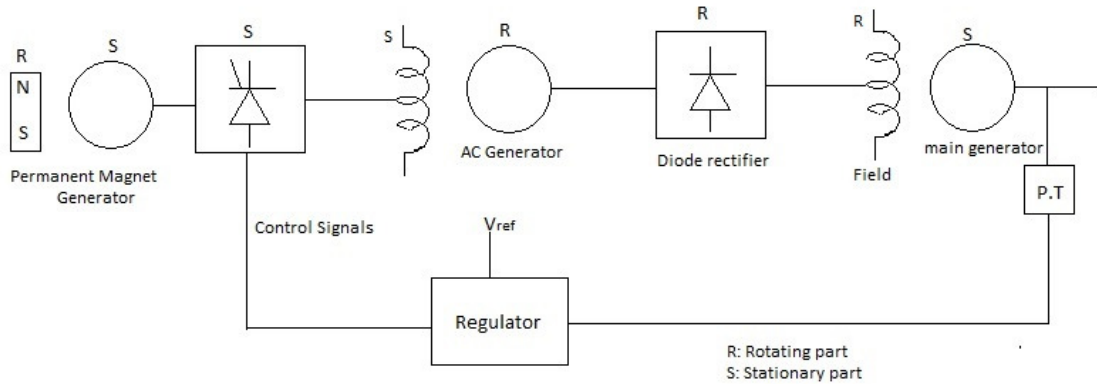 R
N
S
Permanent Magnet
Generator
S
S
Control Signals
S
R
AC Generator
R
Diode rectifier
R
Field
S
main generator
P.T
Vref
Regulator
R: Rotating part
S: Stationary part